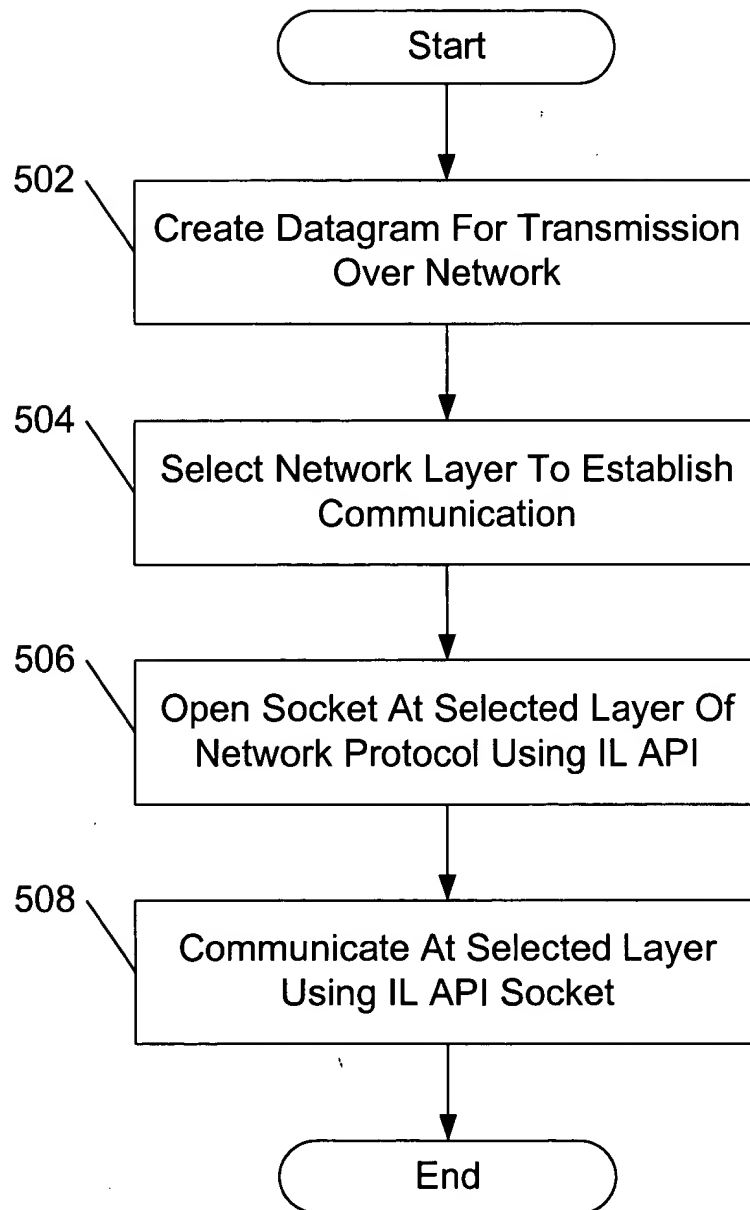 Start
502
Create Datagram For Transmission
Over Network
504
Select Network Layer To Establish
Communication
506
Open Socket At Selected Layer Of
Network Protocol Using IL API
508
Communicate At Selected Layer
Using IL API Socket
End